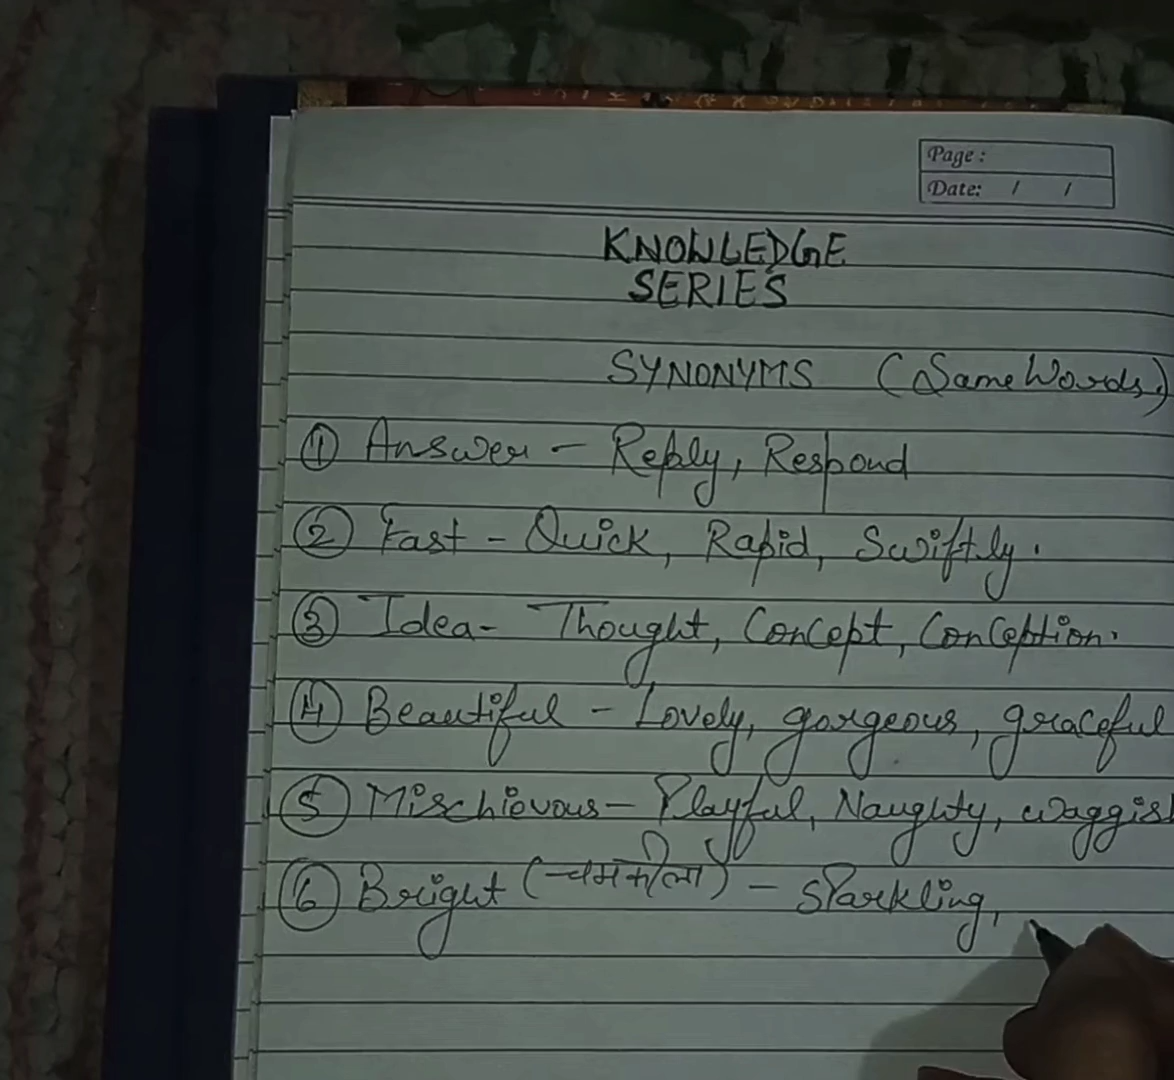 Page :
Date: / /
KNOWLEDGE
SERIES
SYNONYMS (Same Words)
① Answer – Reply, Respond
② Fast – Quick, Rapid, Swiftly.
③ Idea – Thought, Concept, Conception.
④ Beautiful – Lovely, gorgeous, graceful
⑤ Mischievous – Playful, Naughty, waggish
⑥ Bright (चमकीला) – Sparkling,